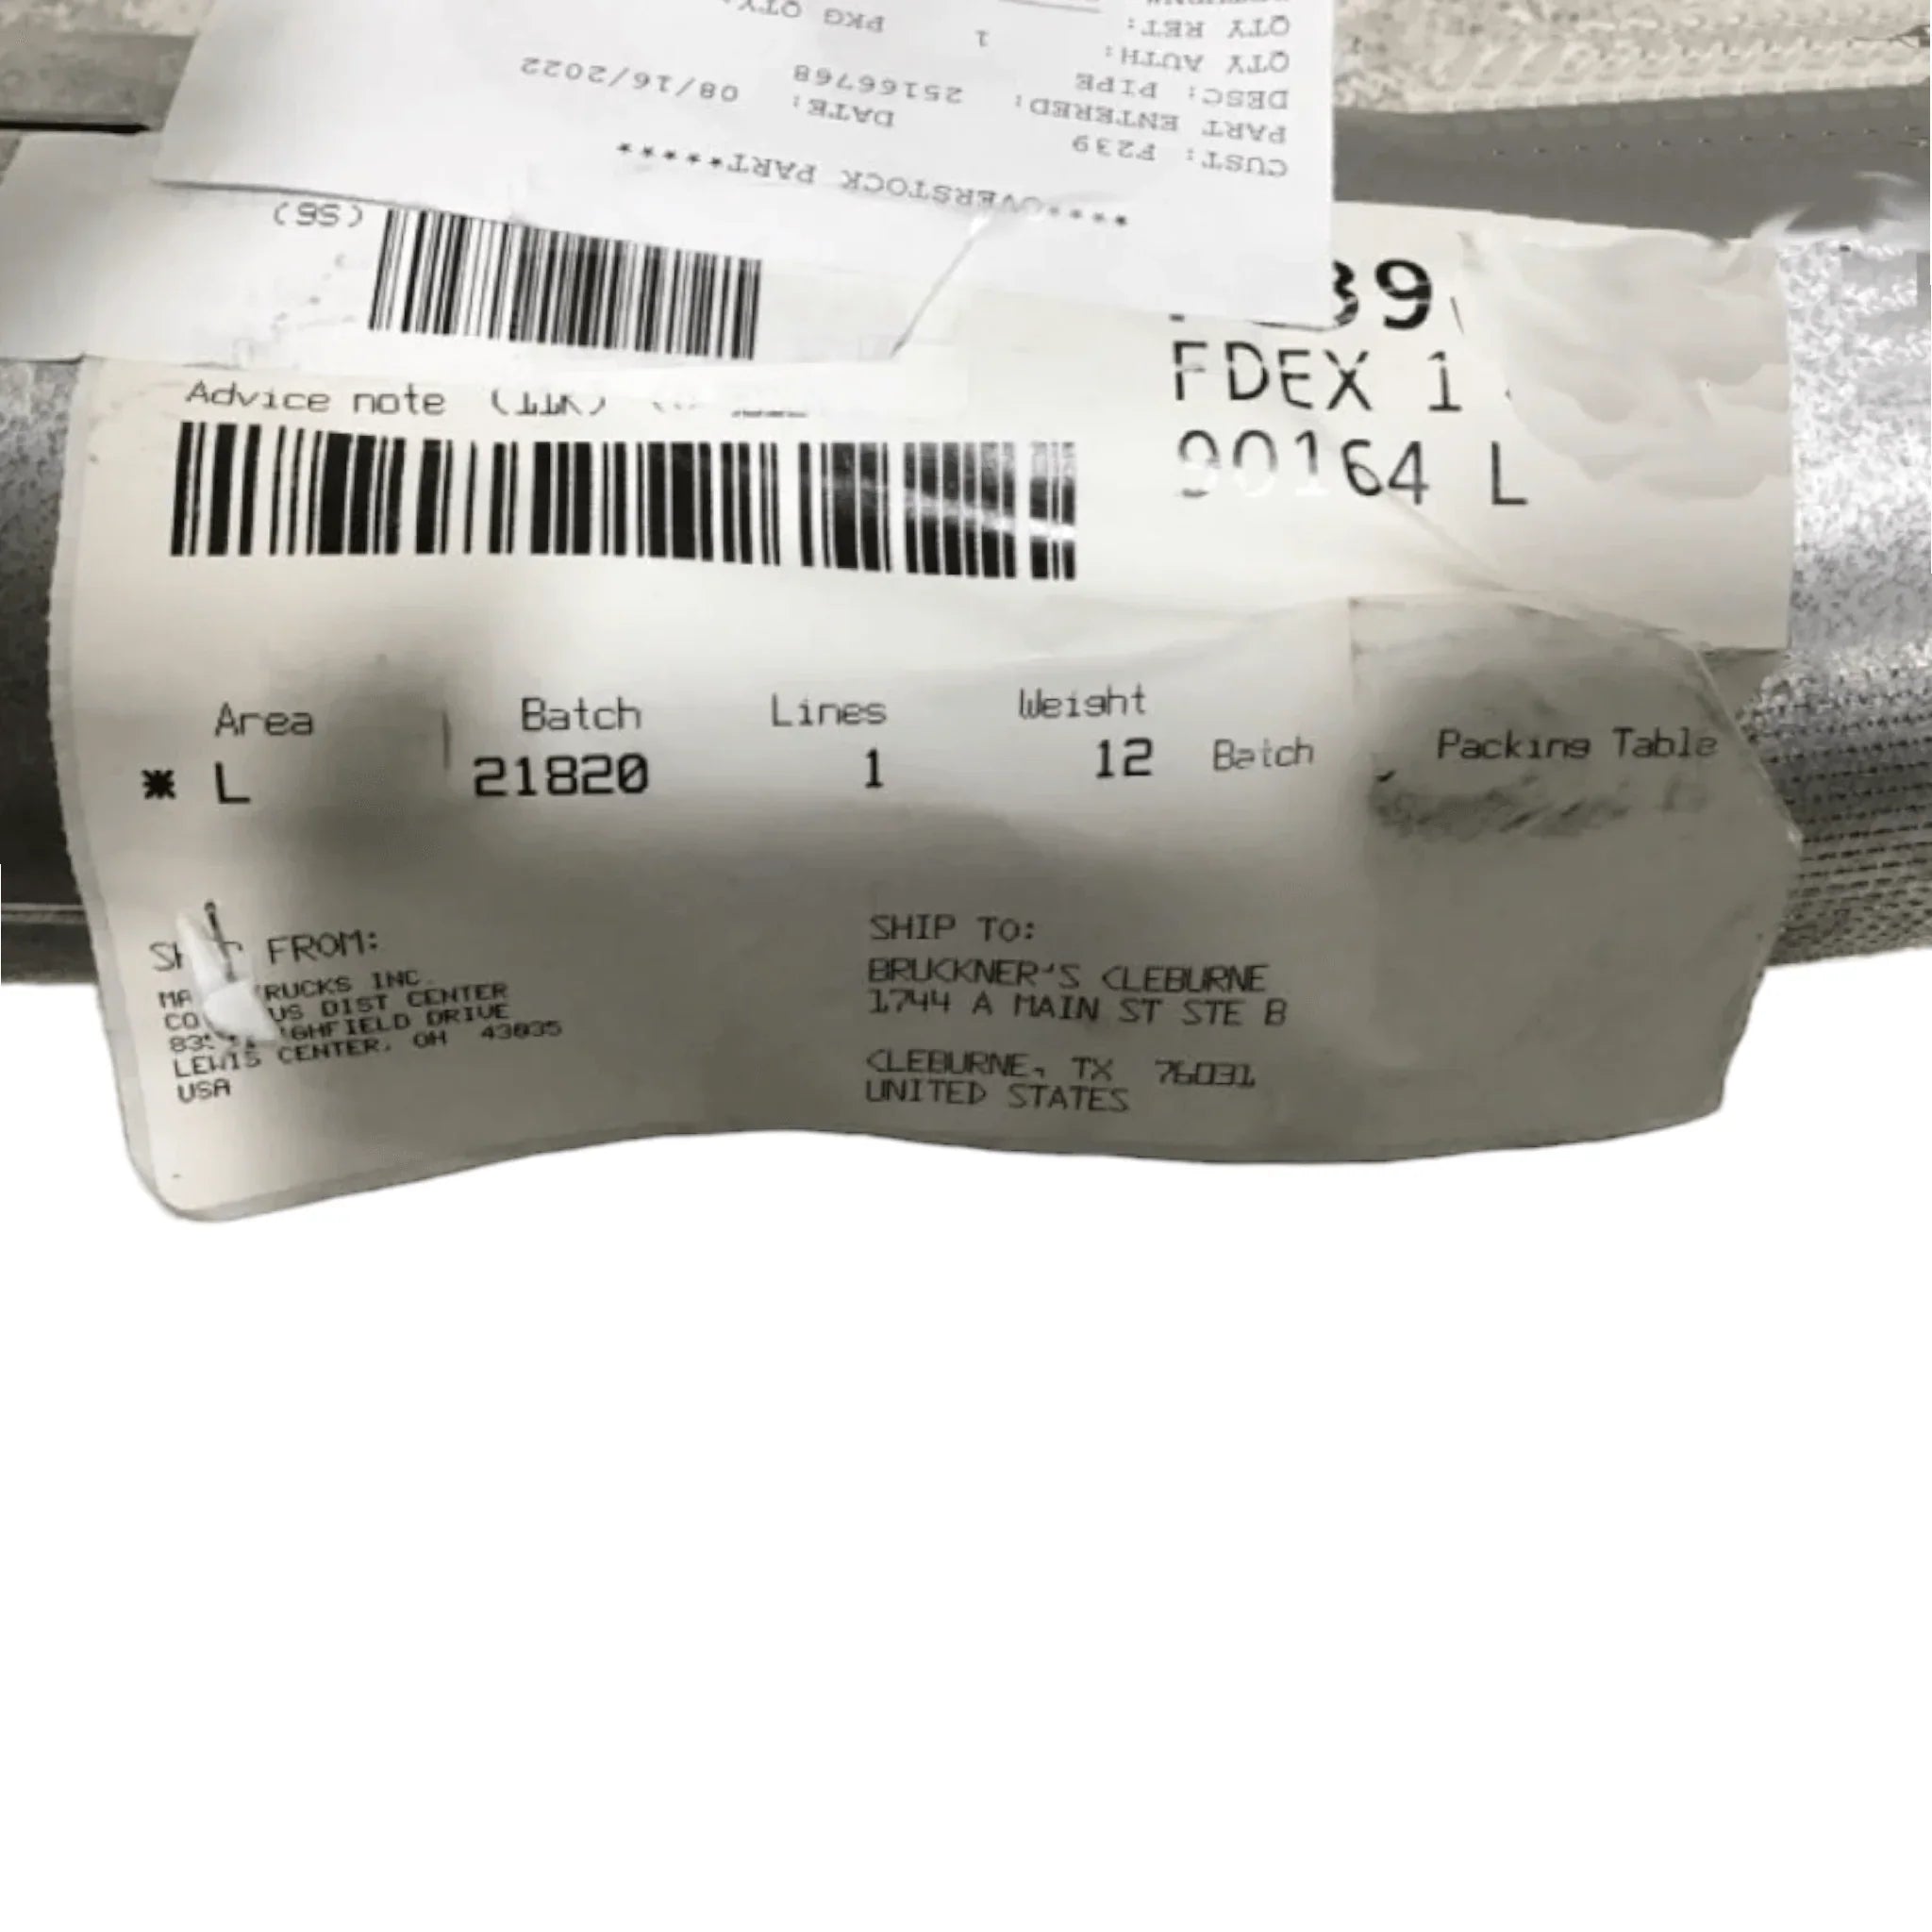 ****OVERSTOCK PART******
CUST: F239 DATE: 08/16/2022
PART ENTERED: 25166768
DESC: PIPE
QTY AUTH: 1 PKG QTY
QTY RET:
(9S)
39
Advice note (11K)
FDEX 1
90164 L
Area Batch Lines Weight Batch Packing Table
* L 21820 1 12
FROM:
RUCKS INC
DIST CENTER
DRIVE
LEWIS CENTER, OH 43035
USA
SHIP TO:
BRUCKNER'S CLEBURNE
1744 A MAIN ST STE B
CLEBURNE, TX 76031
UNITED STATES